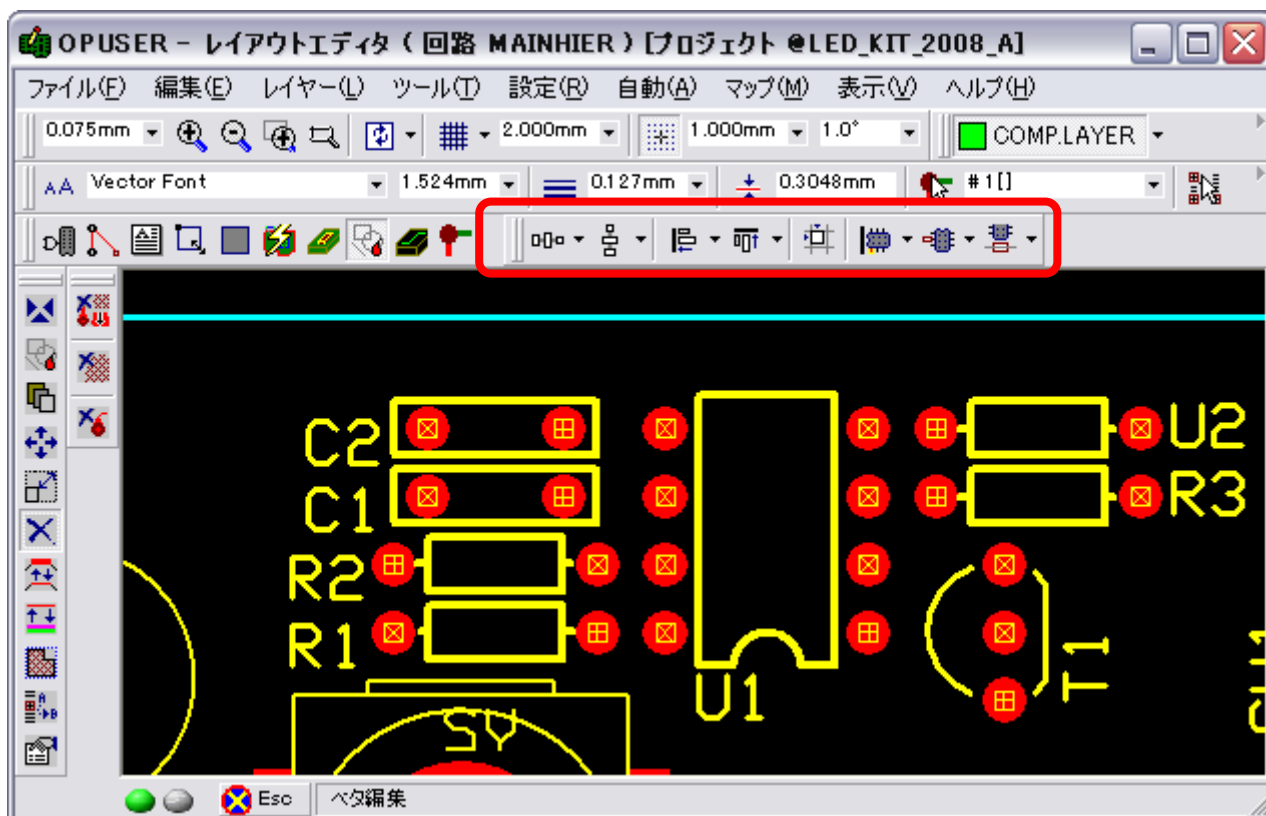 OPUSER - レイアウトエディタ ( 回路 MAINHIER ) [プロジェクト @LED_KIT_2008_A]
ファイル(F) 編集(E) レイヤー(L) ツール(T) 設定(R) 自動(A) マップ(M) 表示(V) ヘルプ(H)
0.075mm 2.000mm 1.000mm 1.0° COMP.LAYER
AA Vector Font 1.524mm 0.127mm 0.3048mm #1[]
C2
U2
C1
R3
R2
R1
T1
U1
Esc ベタ編集